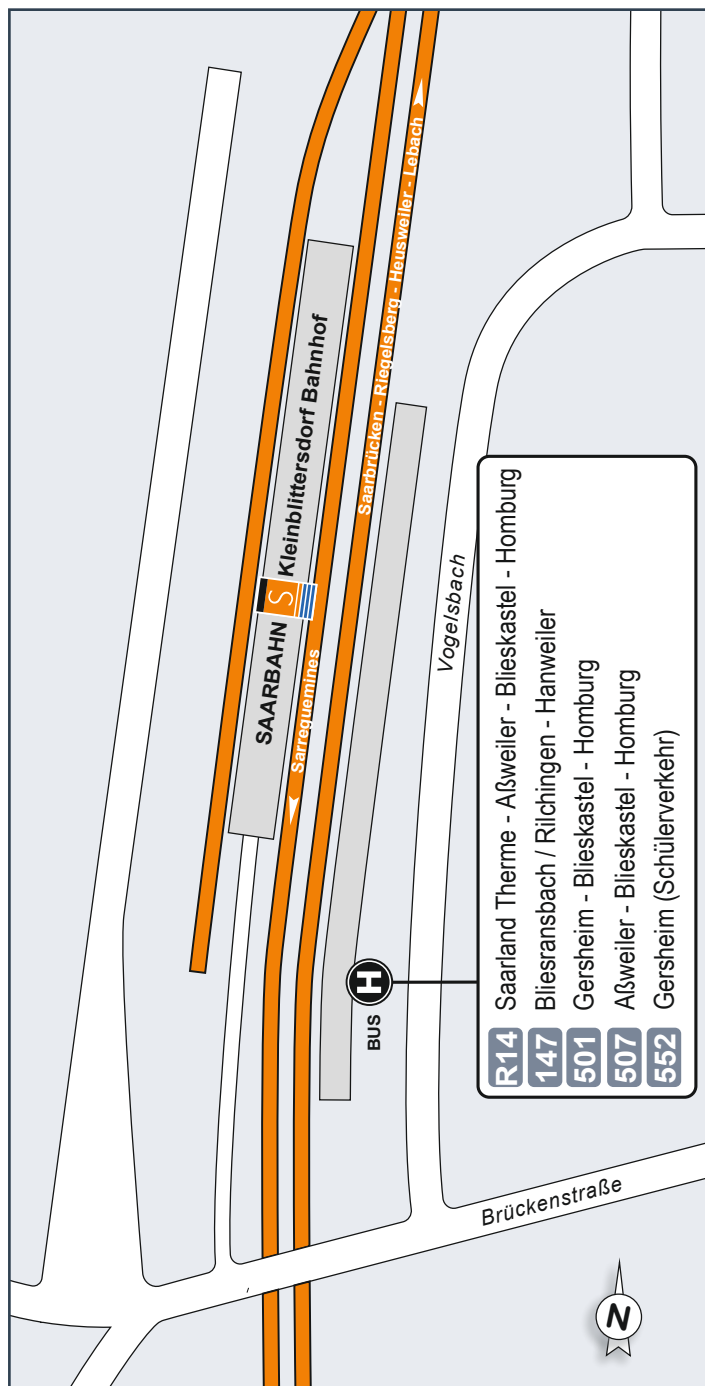 Saarbrücken - Riegelsberg - Heusweiler - Lebach
SAARBAHN S Kleinblittersdorf Bahnhof
Sarreguemines
BUS
H
Vogelsbach
Brückenstraße
R14 Saarland Therme - Aßweiler - Blieskastel - Homburg
147 Bliesransbach / Rilchingen - Hanweiler
501 Gersheim - Blieskastel - Homburg
507 Aßweiler - Blieskastel - Homburg
552 Gersheim (Schülerverkehr)
N